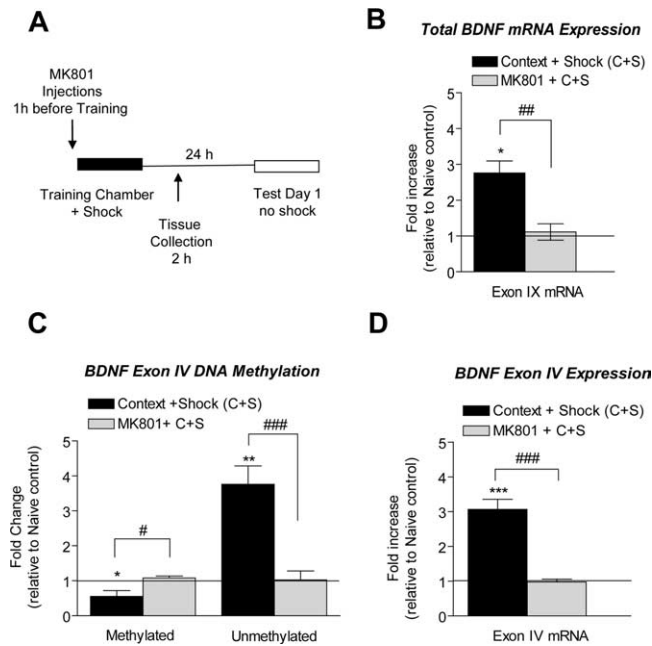 A
MK801
Injections
1h before Training
24 h
Training Chamber
+ Shock
Tissue
Collection
2 h
Test Day 1
no shock
B
Total BDNF mRNA Expression
Context + Shock (C+S)
MK801 + C+S
Fold increase
(relative to Naive control)
5
4
3
2
1
0
*
##
Exon IX mRNA
C
BDNF Exon IV DNA Methylation
Context +Shock (C+S)
MK801+ C+S
Fold Change
(relative to Naive control)
5
4
3
2
1
0
*
#
**
###
Methylated
Unmethylated
D
BDNF Exon IV Expression
Context + Shock (C+S)
MK801 + C+S
Fold increase
(relative to Naive control)
5
4
3
2
1
0
***
###
Exon IV mRNA